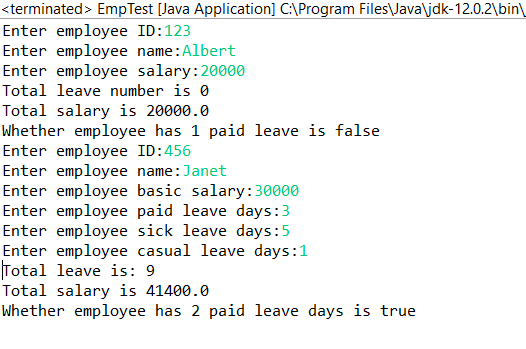 <terminated> EmpTest [Java Application] C:\Program Files\Java\jdk-12.0.2\bin\
Enter employee ID:123
Enter employee name:Albert
Enter employee salary:20000
Total leave number is 0
Total salary is 20000.0
Whether employee has 1 paid leave is false
Enter employee ID:456
Enter employee name:Janet
Enter employee basic salary:30000
Enter employee paid leave days:3
Enter employee sick leave days:5
Enter employee casual leave days:1
Total leave is: 9
Total salary is 41400.0
Whether employee has 2 paid leave days is true